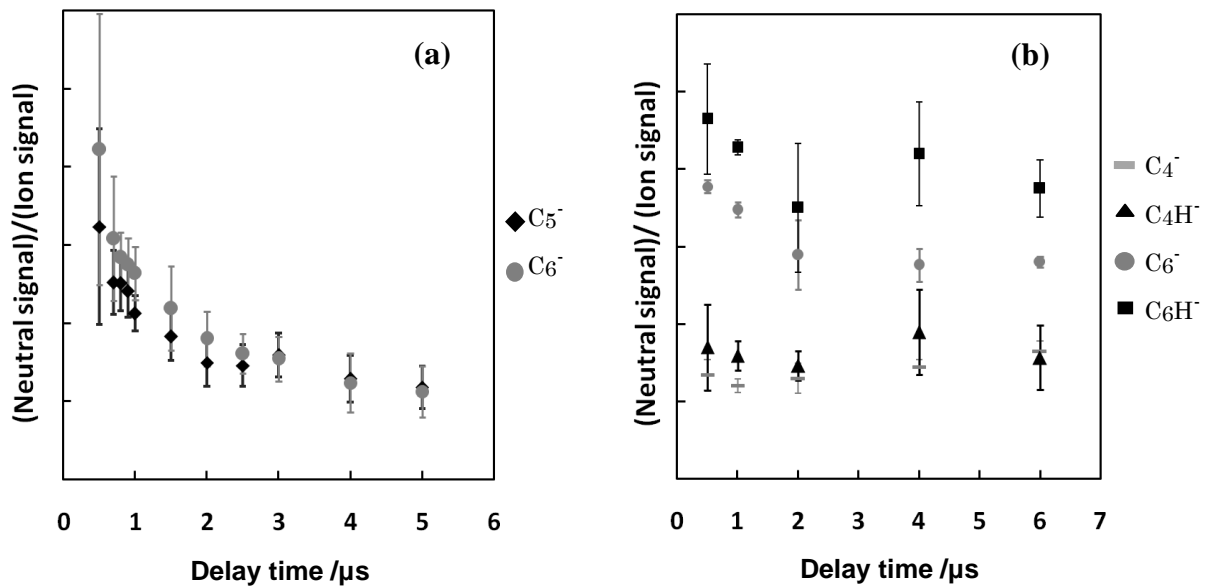 (a)
(Neutral signal)/(Ion signal)
C5-
C6-
0 1 2 3 4 5 6
Delay time /µs
(b)
(Neutral signal)/ (Ion signal)
C4-
C4H-
C6-
C6H-
0 1 2 3 4 5 6 7
Delay time /µs